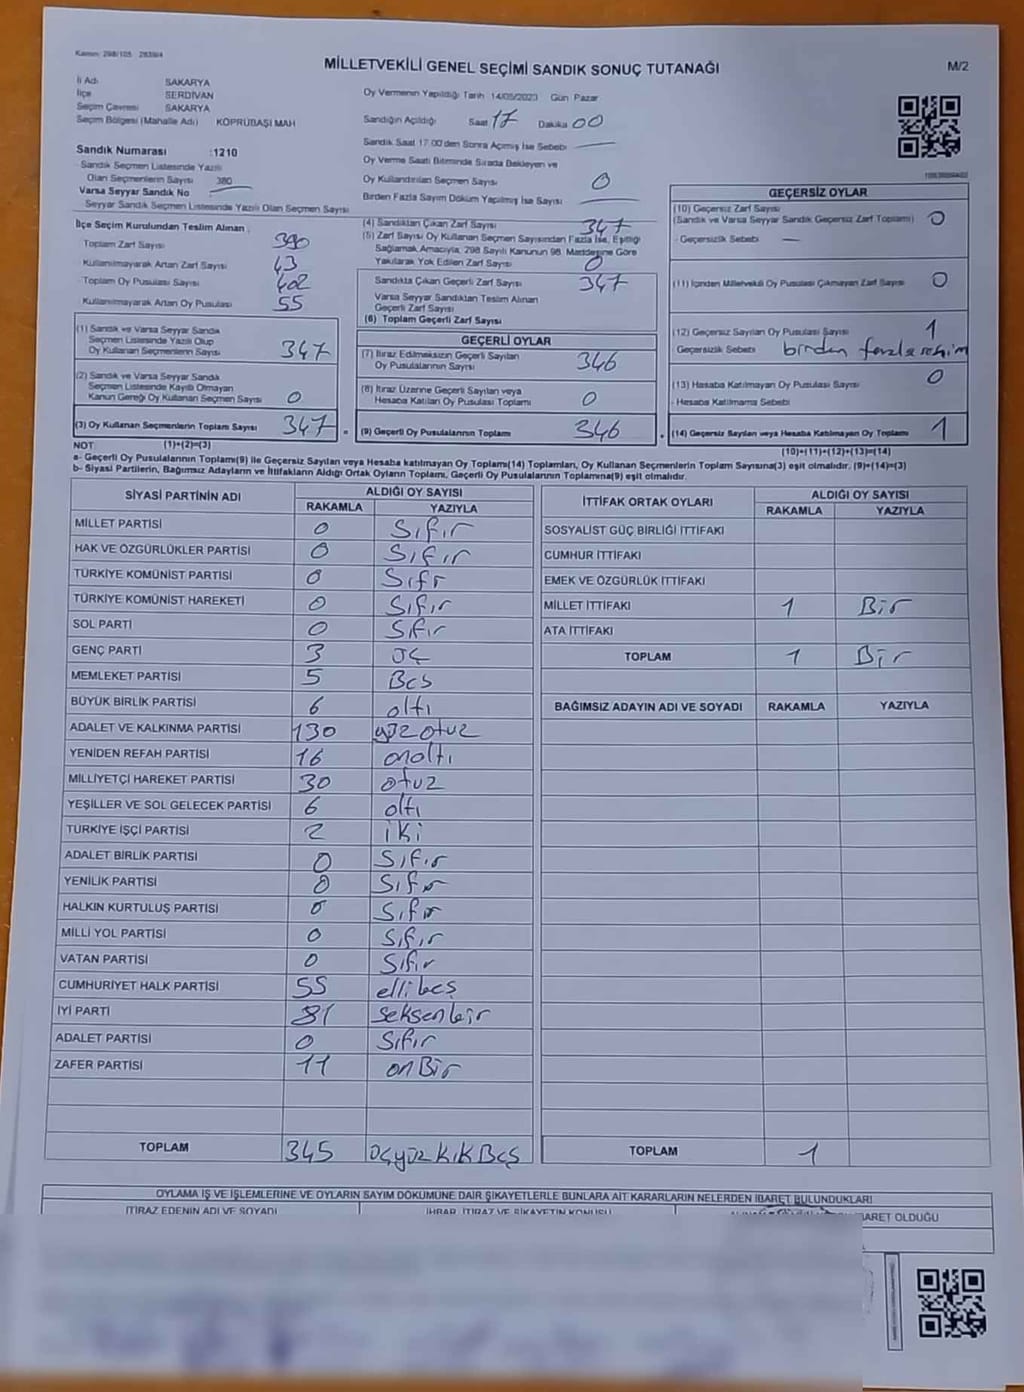 Kanun: 298/105 2839/4
MİLLETVEKİLİ GENEL SEÇİMİ SANDIK SONUÇ TUTANAĞI
M/2
İl Adı SAKARYA
İlçe SERDİVAN
Seçim Çevresi SAKARYA
Seçim Bölgesi (Mahalle Adı) KÖPRÜBAŞI MAH
Oy Vermenin Yapıldığı Tarih 14/05/2023 Gün Pazar
Sandığın Açıldığı Saat 17 Dakika 00
Sandık Saat 17:00'den Sonra Açılmış İse Sebebi —
Oy Verme Saati Bitiminde Sırada Bekleyen ve
Oy Kullandırılan Seçmen Sayısı 0
Birden Fazla Sayım Döküm Yapılmış İse Sayısı —
Sandık Numarası :1210
Sandık Seçmen Listesinde Yazılı
Olan Seçmenlerin Sayısı 380
Varsa Seyyar Sandık No —
Seyyar Sandık Seçmen Listesinde Yazılı Olan Seçmen Sayısı
İlçe Seçim Kurulundan Teslim Alınan
Toplam Zarf Sayısı 390
Kullanılmayarak Artan Zarf Sayısı 43
Toplam Oy Pusulası Sayısı 402
Kullanılmayarak Artan Oy Pusulası 55
(1) Sandık ve Varsa Seyyar Sandık
Seçmen Listesinde Yazılı Olup
Oy Kullanan Seçmenlerin Sayısı 347
(2) Sandık ve Varsa Seyyar Sandık
Seçmen Listesinde Kayıtlı Olmayan
Kanun Gereği Oy Kullanan Seçmen Sayısı 0
(3) Oy Kullanan Seçmenlerin Toplam Sayısı 347
(4) Sandıktan Çıkan Zarf Sayısı 347
(5) Zarf Sayısı Oy Kullanan Seçmen Sayısından Fazla İse, Eşitliği
Sağlamak Amacıyla, 298 Sayılı Kanunun 98. Maddesine Göre
Yakılarak Yok Edilen Zarf Sayısı 0
Sandıkta Çıkan Geçerli Zarf Sayısı 347
Varsa Seyyar Sandıktan Teslim Alınan
Geçerli Zarf Sayısı
(6) Toplam Geçerli Zarf Sayısı
GEÇERLİ OYLAR
(7) İtiraz Edilmeksizin Geçerli Sayılan
Oy Pusulalarının Sayısı 346
(8) İtiraz Üzerine Geçerli Sayılan veya
Hesaba Katılan Oy Pusulası Toplamı 0
(9) Geçerli Oy Pusulalarının Toplamı 346
GEÇERSİZ OYLAR
(10) Geçersiz Zarf Sayısı
(Sandık ve Varsa Seyyar Sandık Geçersiz Zarf Toplamı) 0
- Geçersizlik Sebebi —
(11) İçinden Milletvekili Oy Pusulası Çıkmayan Zarf Sayısı 0
(12) Geçersiz Sayılan Oy Pusulası Sayısı 1
Geçersizlik Sebebi birden fazla seçim
(13) Hesaba Katılmayan Oy Pusulası Sayısı 0
- Hesaba Katılmama Sebebi
(14) Geçersiz Sayılan veya Hesaba Katılmayan Oy Toplamı 1
NOT: (1)+(2)=(3)
(10)+(11)+(12)+(13)=(14)
a- Geçerli Oy Pusulalarının Toplamı(9) ile Geçersiz Sayılan veya Hesaba katılmayan Oy Toplamı(14) Toplamları, Oy Kullanan Seçmenlerin Toplam Sayısına(3) eşit olmalıdır. (9)+(14)=(3)
b- Siyasi Partilerin, Bağımsız Adayların ve İttifakların Aldığı Ortak Oyların Toplamı, Geçerli Oy Pusulalarının Toplamına(9) eşit olmalıdır.
SİYASİ PARTİNİN ADI ALDIĞI OY SAYISI
RAKAMLA YAZIYLA
MİLLET PARTİSİ 0 Sıfır
HAK VE ÖZGÜRLÜKLER PARTİSİ 0 Sıfır
TÜRKİYE KOMÜNİST PARTİSİ 0 Sıfr
TÜRKİYE KOMÜNİST HAREKETİ 0 Sıfır
SOL PARTİ 0 Sıfır
GENÇ PARTİ 3 üç
MEMLEKET PARTİSİ 5 Beş
BÜYÜK BİRLİK PARTİSİ 6 altı
ADALET VE KALKINMA PARTİSİ 130 yüz otuz
YENİDEN REFAH PARTİSİ 16 onaltı
MİLLİYETÇİ HAREKET PARTİSİ 30 otuz
YEŞİLLER VE SOL GELECEK PARTİSİ 6 altı
TÜRKİYE İŞÇİ PARTİSİ 2 iki
ADALET BİRLİK PARTİSİ 0 Sıfır
YENİLİK PARTİSİ 0 Sıfır
HALKIN KURTULUŞ PARTİSİ 0 Sıfır
MİLLİ YOL PARTİSİ 0 Sıfır
VATAN PARTİSİ 0 Sıfır
CUMHURİYET HALK PARTİSİ 55 elli beş
İYİ PARTİ 81 seksen bir
ADALET PARTİSİ 0 Sıfır
ZAFER PARTİSİ 11 on Bir
TOPLAM 345 üçyüz kıkBeş
İTTİFAK ORTAK OYLARI ALDIĞI OY SAYISI
RAKAMLA YAZIYLA
SOSYALİST GÜÇ BİRLİĞİ İTTİFAKI
CUMHUR İTTİFAKI
EMEK VE ÖZGÜRLÜK İTTİFAKI
MİLLET İTTİFAKI 1 Bir
ATA İTTİFAKI
TOPLAM 1 Bir
BAĞIMSIZ ADAYIN ADI VE SOYADI RAKAMLA YAZIYLA
TOPLAM 1
OYLAMA İŞ VE İŞLEMLERİNE VE OYLARIN SAYIM DÖKÜMÜNE DAİR ŞİKAYETLERLE BUNLARA AİT KARARLARIN NELERDEN İBARET BULUNDUKLARI
İTİRAZ EDENİN ADI VE SOYADI
İHBAR, İTİRAZ VE ŞİKAYETİN KONUSU
İBARET OLDUĞU